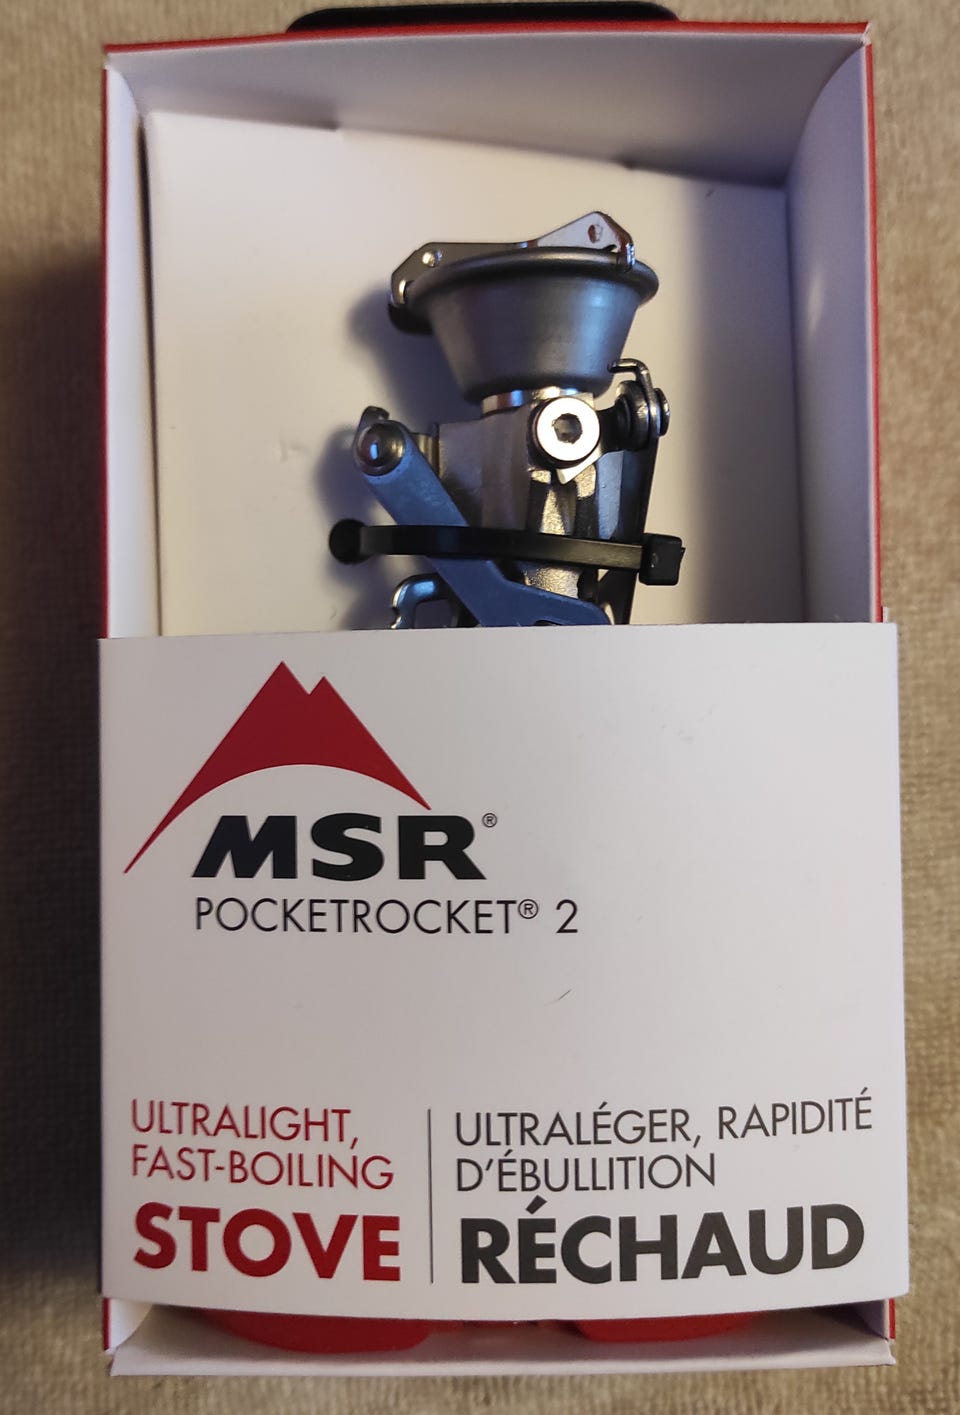 MSR®
POCKETROCKET® 2
ULTRALIGHT,
FAST-BOILING
STOVE
ULTRALÉGER, RAPIDITÉ
D'ÉBULLITION
RÉCHAUD